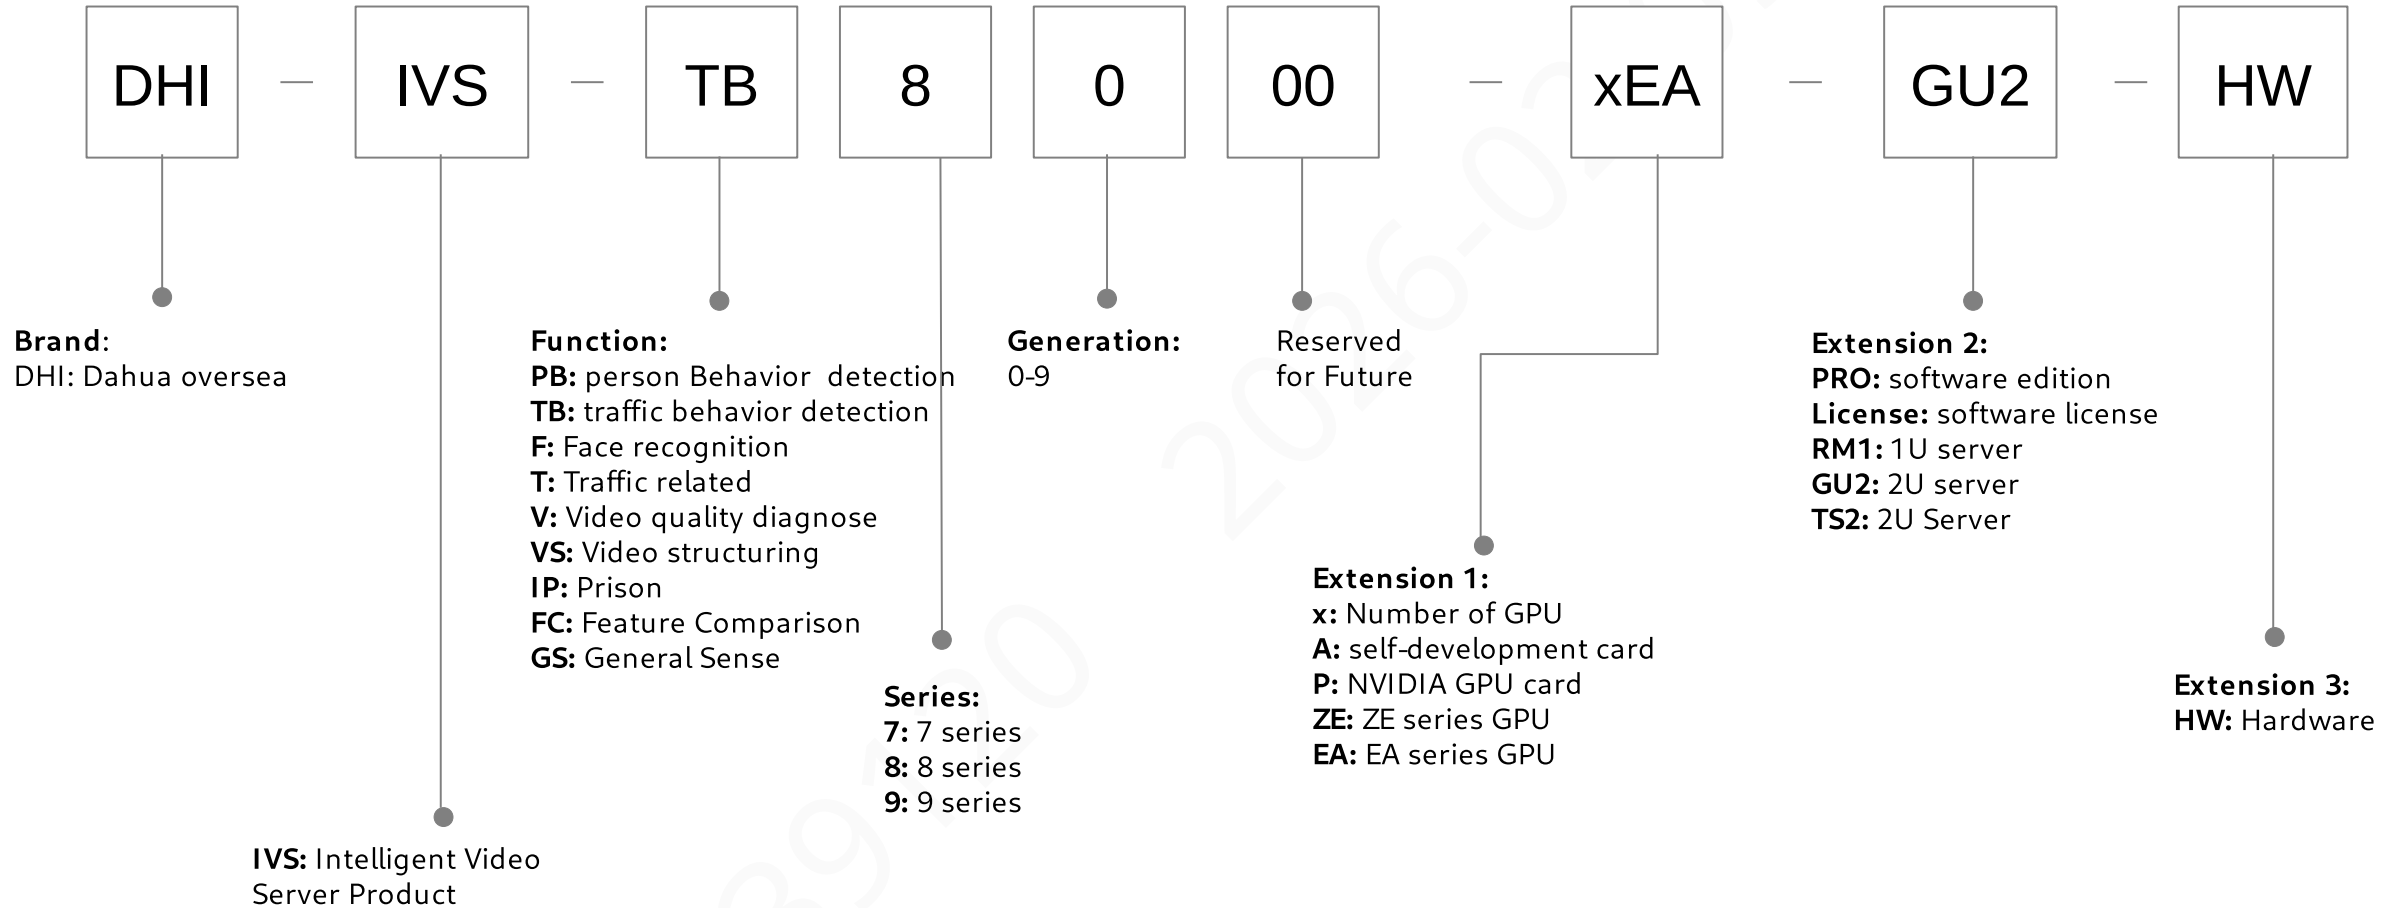 DHI — IVS — TB 8 0 00 — xEA — GU2 — HW
Brand:
DHI: Dahua oversea
IVS: Intelligent Video
Server Product
Function:
PB: person Behavior  detection
TB: traffic behavior detection
F: Face recognition
T: Traffic related
V: Video quality diagnose
VS: Video structuring
IP: Prison
FC: Feature Comparison
GS: General Sense
Series:
7: 7 series
8: 8 series
9: 9 series
Generation:
0-9
Reserved
for Future
Extension 1:
x: Number of GPU
A: self-development card
P: NVIDIA GPU card
ZE: ZE series GPU
EA: EA series GPU
Extension 2:
PRO: software edition
License: software license
RM1: 1U server
GU2: 2U server
TS2: 2U Server
Extension 3:
HW: Hardware